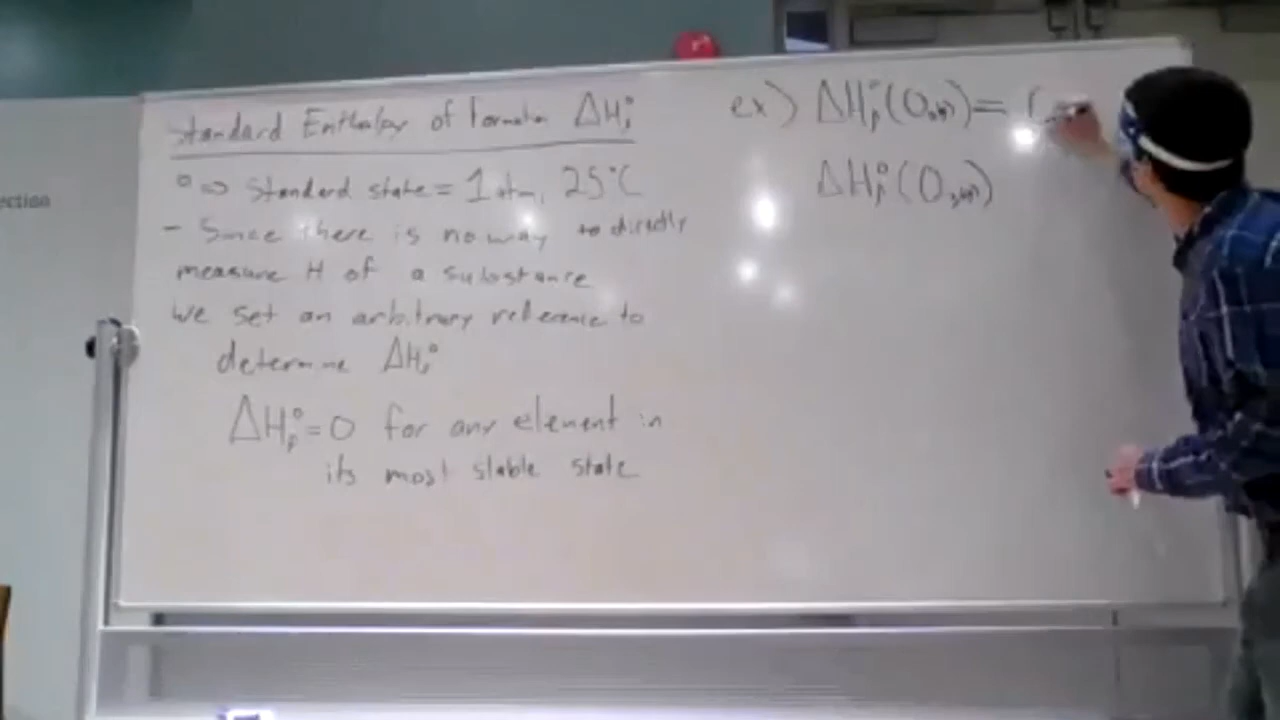 Standard Enthalpy of formation ΔH°f
° ⇒ Standard state = 1 atm, 25°C
- Since there is no way to directly
measure H of a substance
We set an arbitrary reference to
determine ΔH°f
ΔH°f = 0 for any element in
its most stable state
ex) ΔH°f (O2(g)) =
ΔH°f (O3(g))
ection